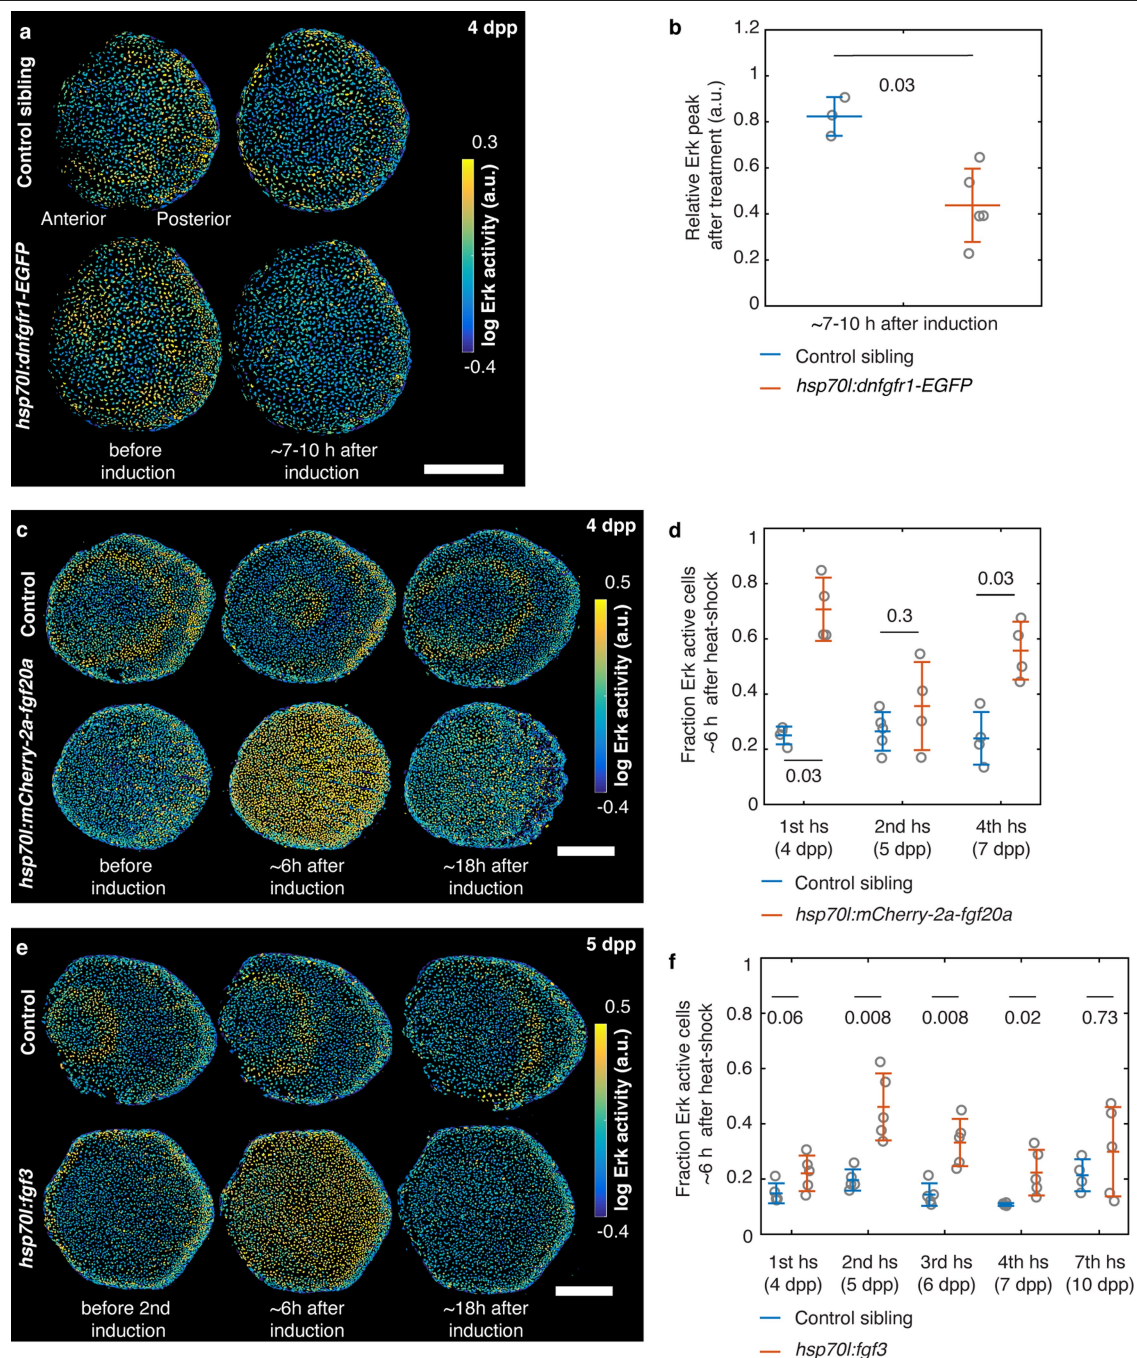 a
4 dpp
Control sibling
Anterior
Posterior
hsp70l:dnfgfr1-EGFP
before
induction
~7-10 h after
induction
0.3
log Erk activity (a.u.)
-0.4
b
Relative Erk peak
after treatment (a.u.)
1.2
1
0.8
0.6
0.4
0.2
0
0.03
~7-10 h after induction
Control sibling
hsp70l:dnfgfr1-EGFP
c
4 dpp
Control
hsp70l:mCherry-2a-fgf20a
before
induction
~6h after
induction
~18h after
induction
0.5
log Erk activity (a.u.)
-0.4
d
Fraction Erk active cells
~6 h after heat-shock
1
0.8
0.6
0.4
0.2
0
0.03
0.3
0.03
1st hs
(4 dpp)
2nd hs
(5 dpp)
4th hs
(7 dpp)
Control sibling
hsp70l:mCherry-2a-fgf20a
e
5 dpp
Control
hsp70l:fgf3
before 2nd
induction
~6h after
induction
~18h after
induction
0.5
log Erk activity (a.u.)
-0.4
f
Fraction Erk active cells
~6 h after heat-shock
1
0.8
0.6
0.4
0.2
0
0.06
0.008
0.008
0.02
0.73
1st hs
(4 dpp)
2nd hs
(5 dpp)
3rd hs
(6 dpp)
4th hs
(7 dpp)
7th hs
(10 dpp)
Control sibling
hsp70l:fgf3